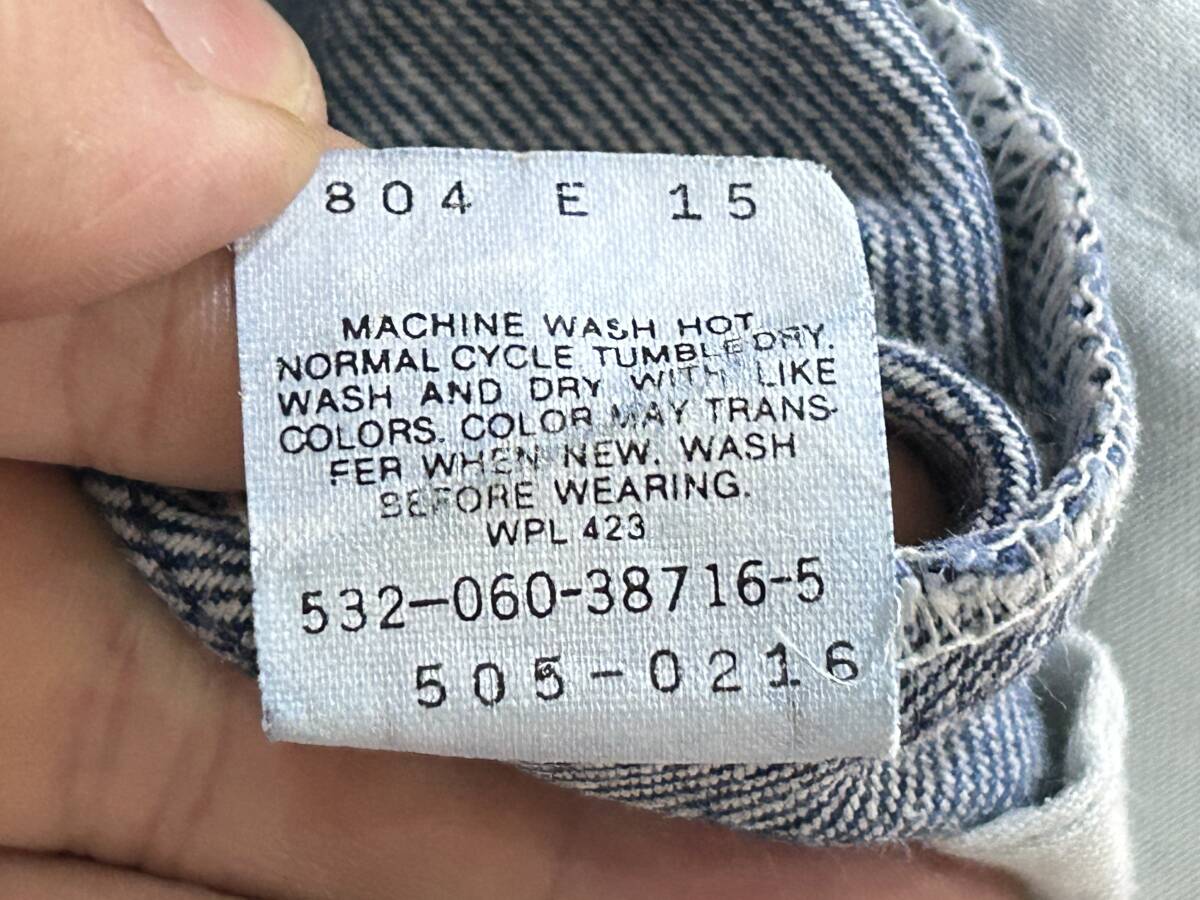 804 E 15
MACHINE WASH HOT
NORMAL CYCLE TUMBLE DRY.
WASH AND DRY WITH LIKE
COLORS. COLOR MAY TRANS-
FER WHEN NEW. WASH
BEFORE WEARING.
WPL 423
532-060-38716-5
505-0216